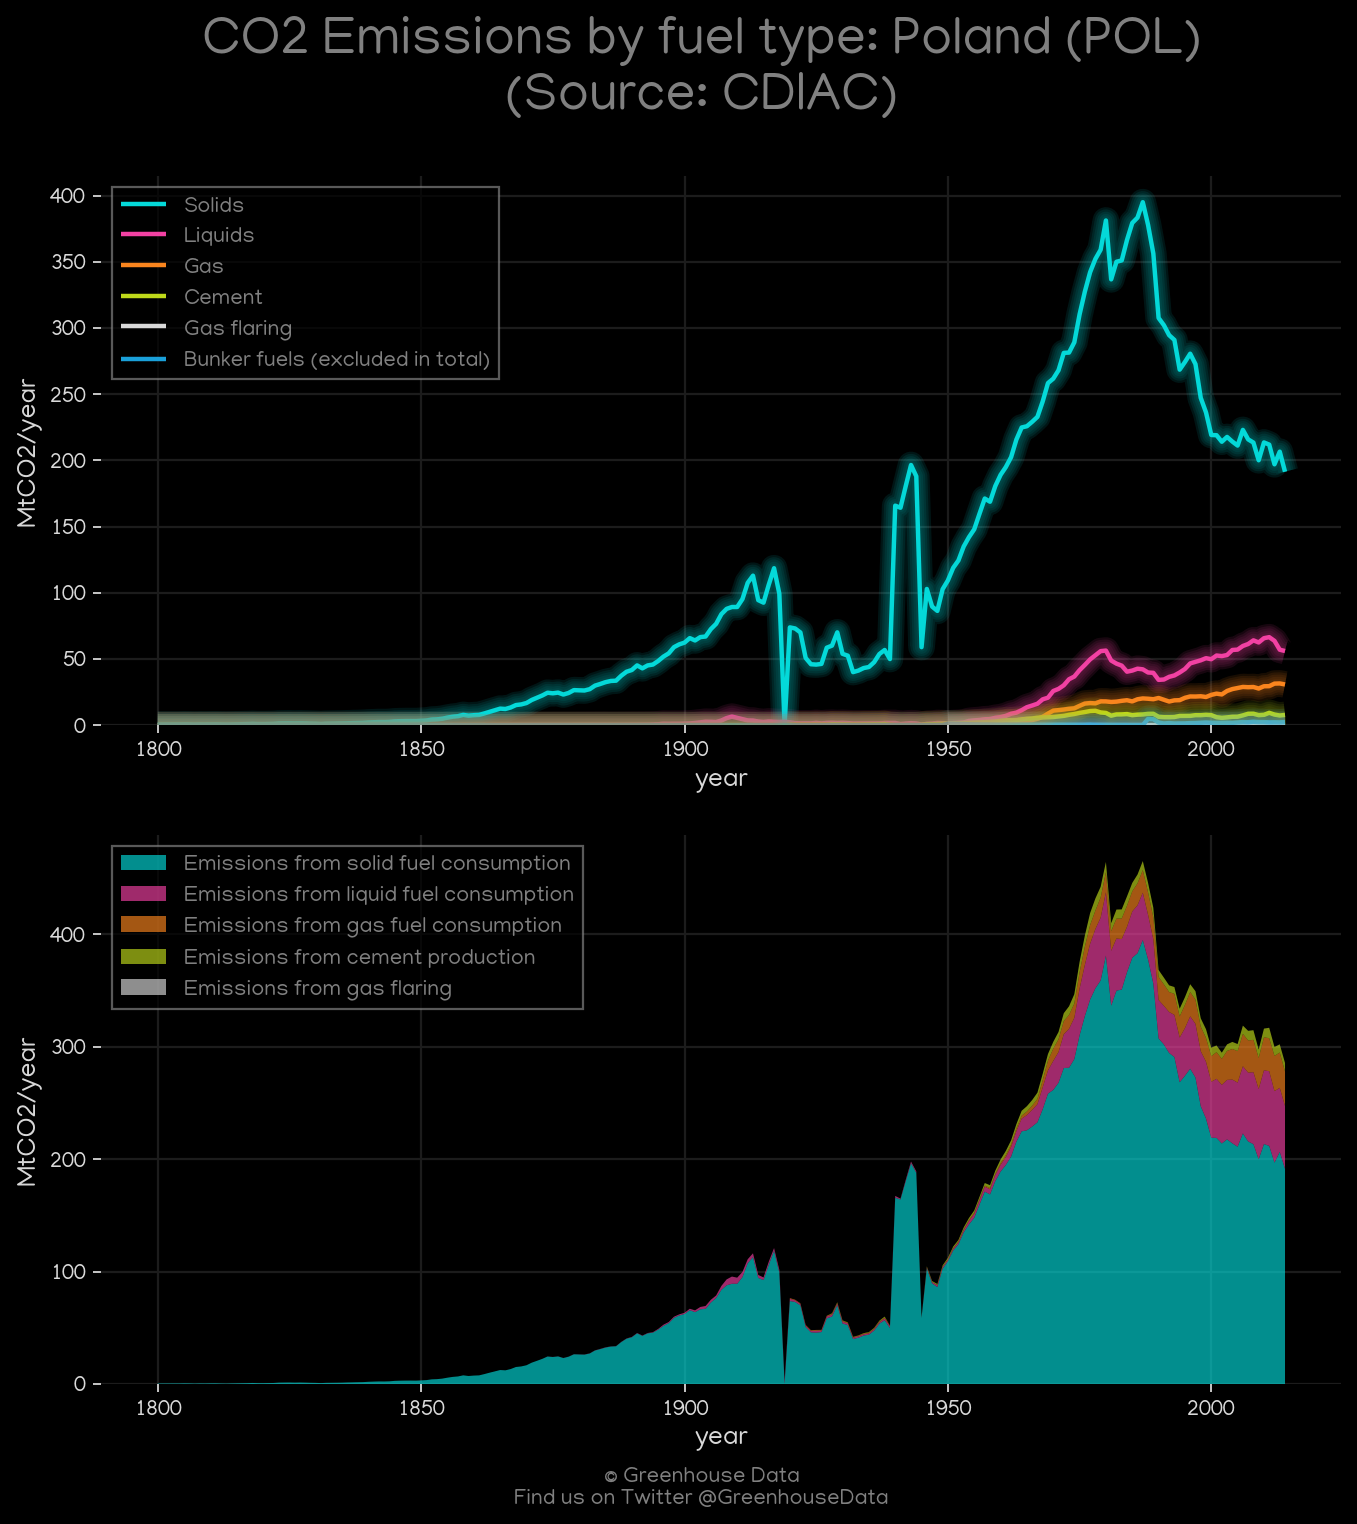 CO2 Emissions by fuel type: Poland (POL)
(Source: CDIAC)
400
350
300
250
200
150
100
50
0
MtCO2/year
Solids
Liquids
Gas
Cement
Gas flaring
Bunker fuels (excluded in total)
1800
1850
1900
1950
2000
year
400
300
200
100
0
MtCO2/year
Emissions from solid fuel consumption
Emissions from liquid fuel consumption
Emissions from gas fuel consumption
Emissions from cement production
Emissions from gas flaring
1800
1850
1900
1950
2000
year
© Greenhouse Data
Find us on Twitter @GreenhouseData